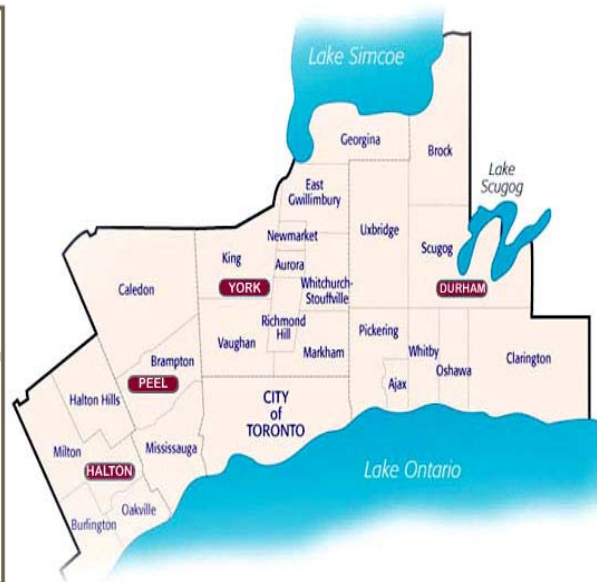 Lake Simcoe
Georgina
Brock
Lake
Scugog
East
Gwillimbury
Uxbridge
Newmarket
Scugog
King
Aurora
YORK
DURHAM
Caledon
Whitchurch-
Stouffville
Richmond
Hill
Vaughan
Markham
Pickering
Whitby
Oshawa
Clarington
Ajax
Brampton
PEEL
Halton Hills
CITY
of
TORONTO
Milton
Mississauga
HALTON
Lake Ontario
Oakville
Burlington